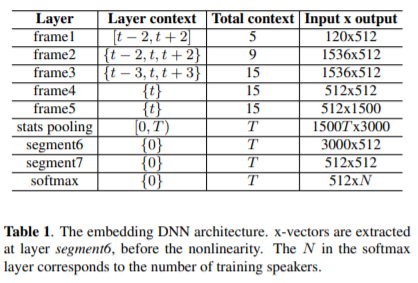 Layer Layer context Total context Input x output
frame1 [t − 2, t + 2] 5 120x512
frame2 {t − 2, t, t + 2} 9 1536x512
frame3 {t − 3, t, t + 3} 15 1536x512
frame4 {t} 15 512x512
frame5 {t} 15 512x1500
stats pooling [0, T) T 1500Tx3000
segment6 {0} T 3000x512
segment7 {0} T 512x512
softmax {0} T 512xN
Table 1. The embedding DNN architecture. x-vectors are extracted
at layer segment6, before the nonlinearity. The N in the softmax
layer corresponds to the number of training speakers.